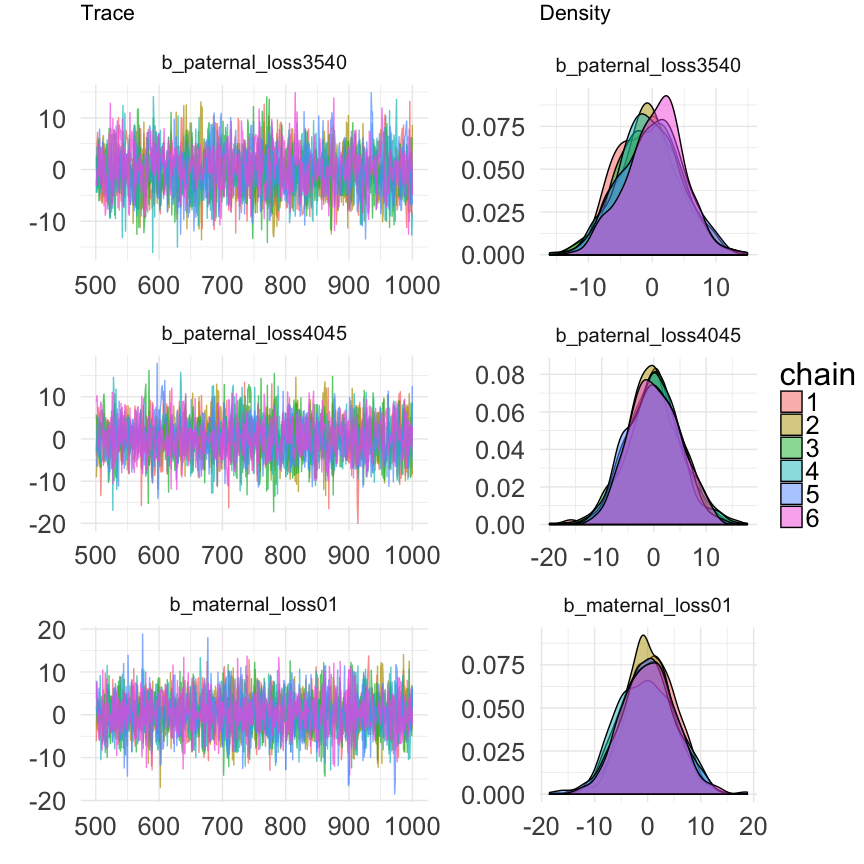 Trace
Density
b_paternal_loss3540
b_paternal_loss3540
10
0
-10
500 600 700 800 900 1000
0.075
0.050
0.025
0.000
-10 0 10
b_paternal_loss4045
b_paternal_loss4045
10
0
-10
-20
500 600 700 800 900 1000
0.08
0.06
0.04
0.02
0.00
-20 -10 0 10
chain
1
2
3
4
5
6
b_maternal_loss01
b_maternal_loss01
20
10
0
-10
-20
500 600 700 800 900 1000
0.075
0.050
0.025
0.000
-20 -10 0 10 20